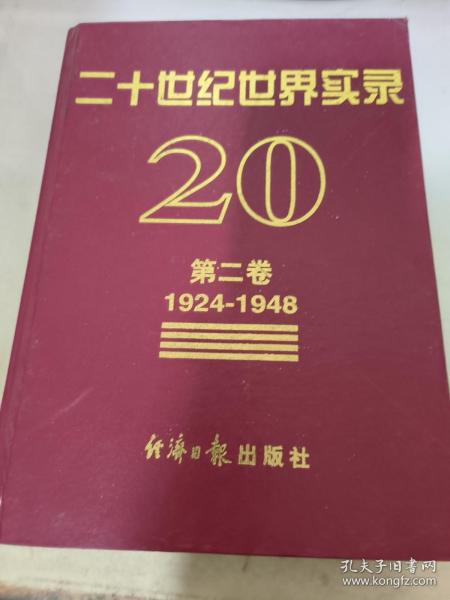 二十世纪世界实录
20
第二卷
1924-1948
经济日报出版社
孔夫子旧书网
www.kongfz.com